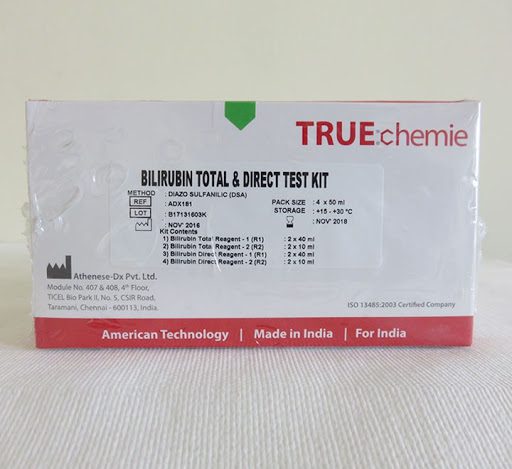 TRUE:chemie
BILIRUBIN TOTAL & DIRECT TEST KIT
METHOD : DIAZO SULFANILIC (DSA)
REF : ADX181
LOT : B17131603K
: NOV' 2016
PACK SIZE : 4 x 50 ml
STORAGE : +15 - +30 °C
: NOV' 2018
Kit Contents
1) Bilirubin Total Reagent - 1 (R1) : 2 x 40 ml
2) Bilirubin Total Reagent - 2 (R2) : 2 x 10 ml
3) Bilirubin Direct Reagent - 1 (R1) : 2 x 40 ml
4) Bilirubin Direct Reagent - 2 (R2) : 2 x 10 ml
Athenese-Dx Pvt. Ltd.
Module No. 407 & 408, 4th Floor,
TICEL Bio Park II, No. 5, CSIR Road,
Taramani, Chennai - 600113, India.
ISO 13485:2003 Certified Company
American Technology | Made in India | For India